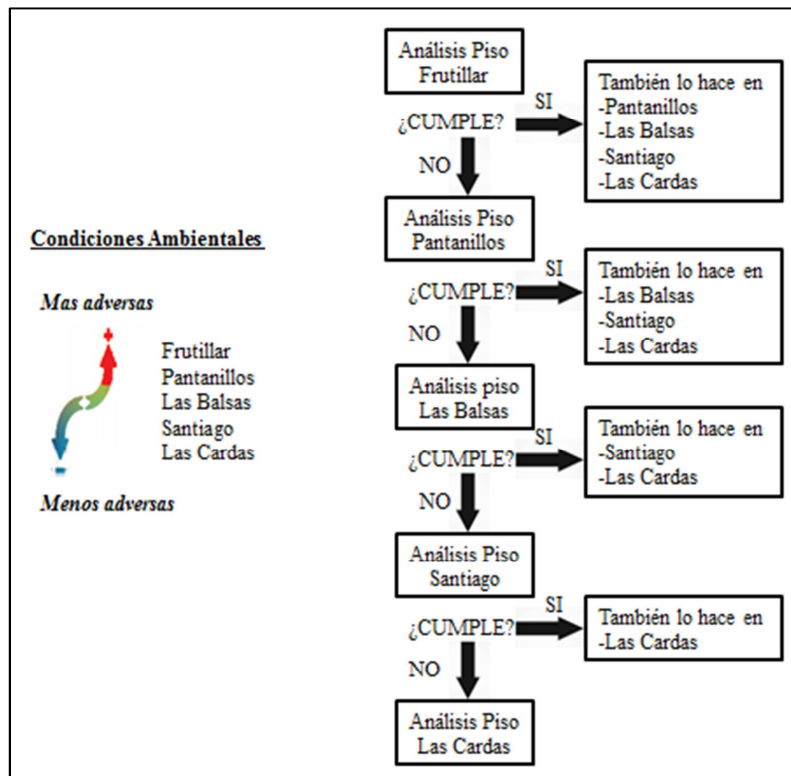 Análisis Piso
Frutillar
¿CUMPLE?
SI
También lo hace en
-Pantanillos
-Las Balsas
-Santiago
-Las Cardas
NO
Análisis Piso
Pantanillos
¿CUMPLE?
SI
También lo hace en
-Las Balsas
-Santiago
-Las Cardas
NO
Análisis piso
Las Balsas
¿CUMPLE?
SI
También lo hace en
-Santiago
-Las Cardas
NO
Análisis Piso
Santiago
¿CUMPLE?
SI
También lo hace en
-Las Cardas
NO
Análisis Piso
Las Cardas
Condiciones Ambientales
Mas adversas
+
Frutillar
Pantanillos
Las Balsas
Santiago
Las Cardas
-
Menos adversas